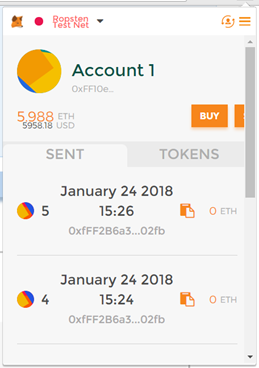 Ropsten
Test Net
Account 1
0xFF10e...
5.988 ETH
5958.18 USD
BUY
SENT TOKENS
January 24 2018
5 15:26 0 ETH
0xfFF2B6a3...02fb
January 24 2018
4 15:24 0 ETH
0xfFF2B6a3...02fb